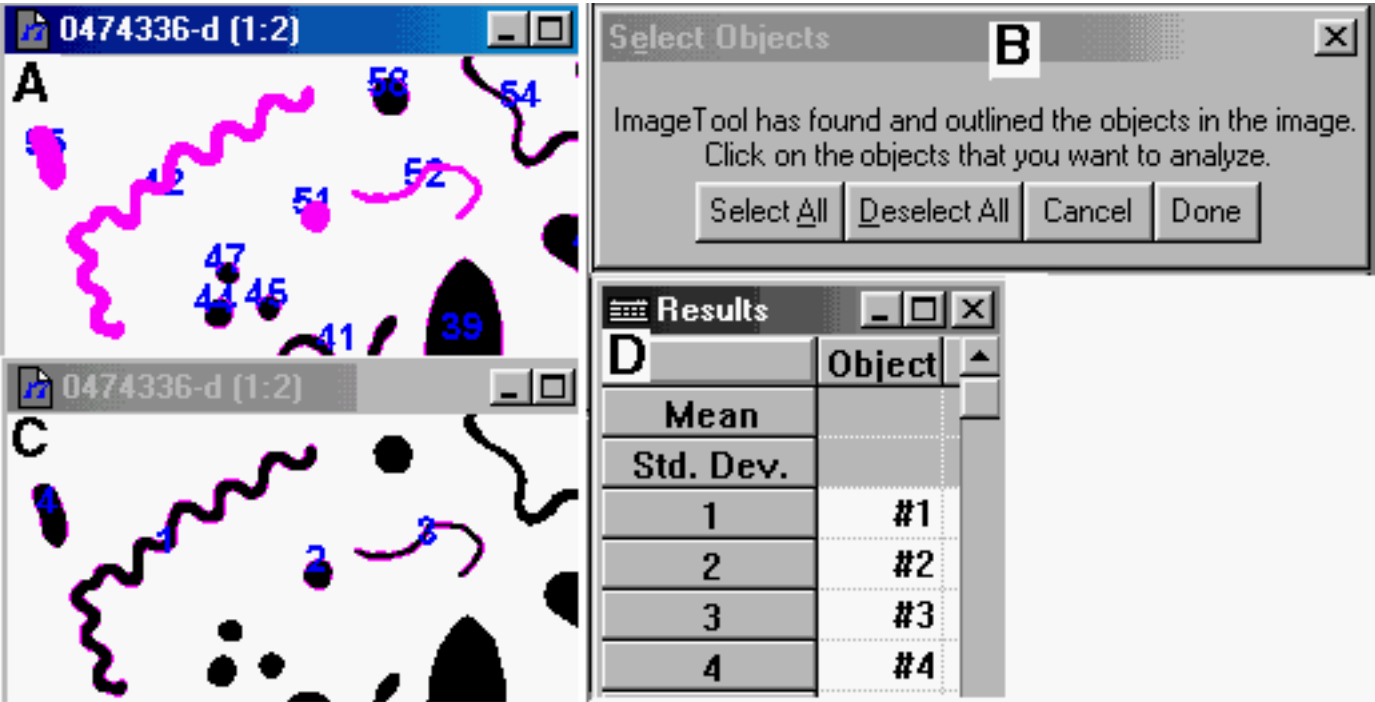 0474336-d (1:2)
A
58
54
55
42
52
51
47
44 46
41
39
Select Objects
B
ImageTool has found and outlined the objects in the image.
Click on the objects that you want to analyze.
Select All Deselect All Cancel Done
0474336-d (1:2)
C
4
1
3
2
Results
D
Object
Mean
Std. Dev.
1 #1
2 #2
3 #3
4 #4